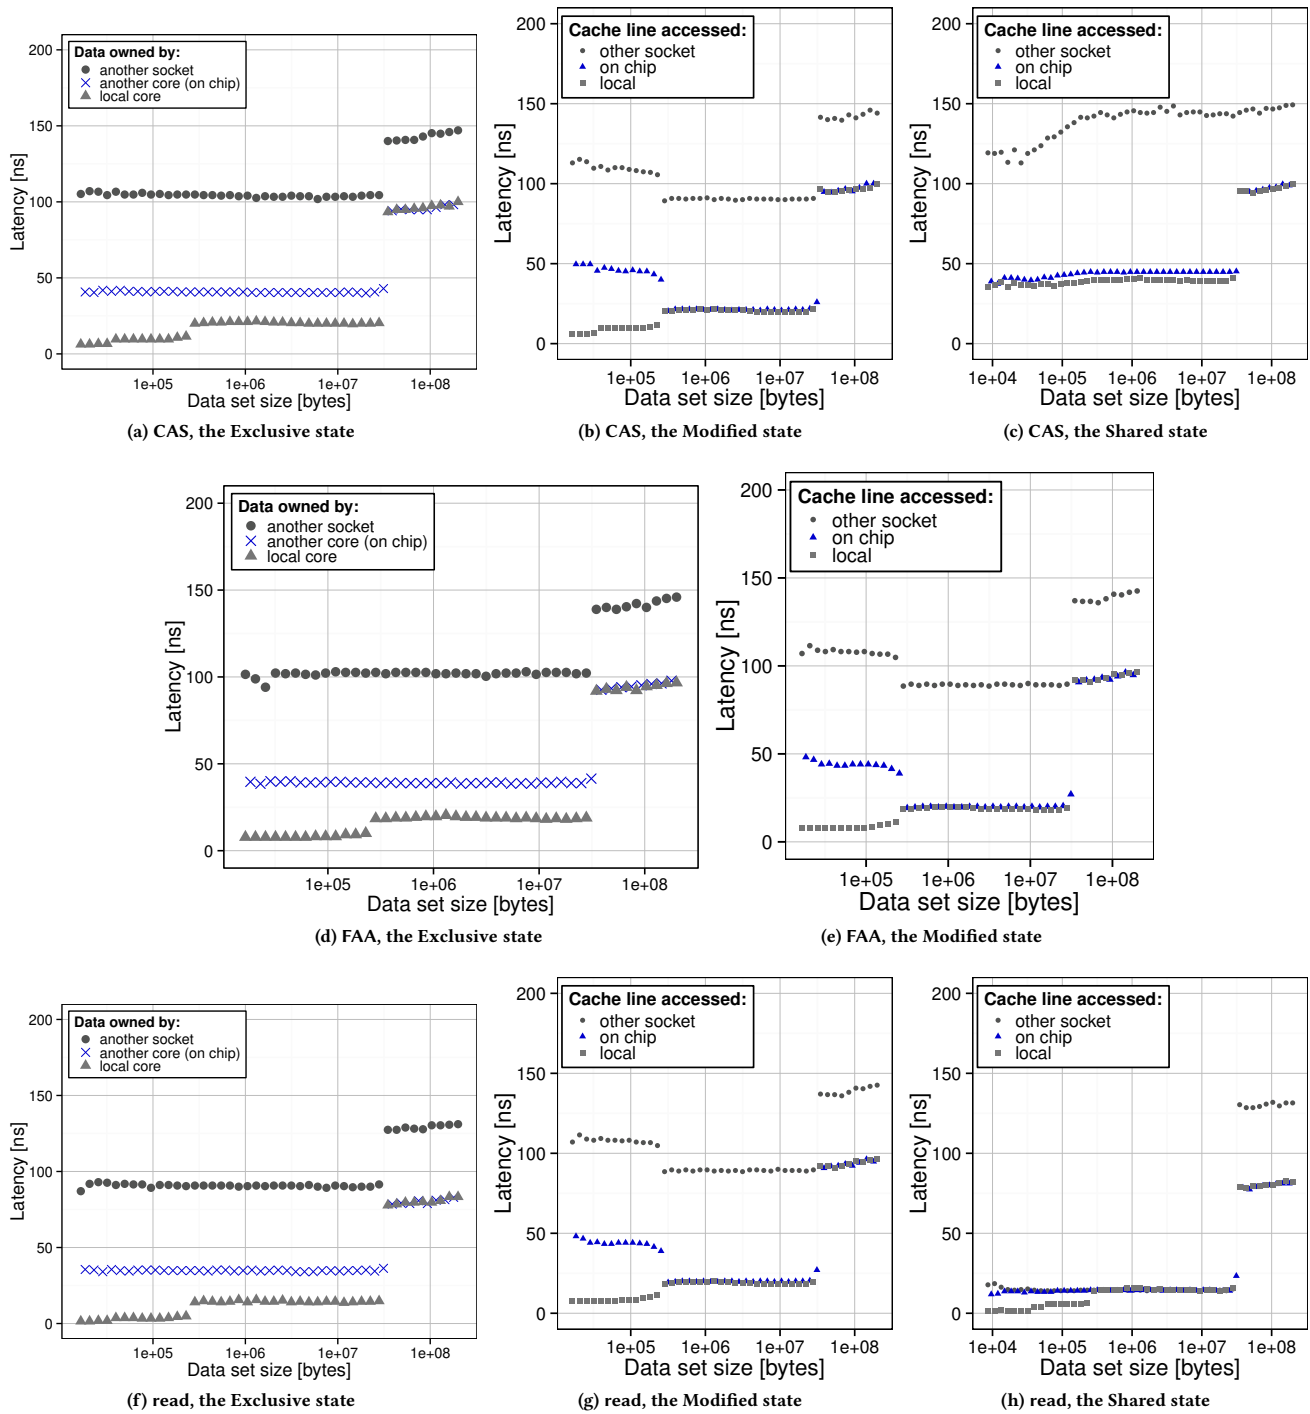 Data owned by:
another socket
another core (on chip)
local core
200
150
100
50
0
Latency [ns]
1e+05 1e+06 1e+07 1e+08
Data set size [bytes]
(a) CAS, the Exclusive state
Cache line accessed:
other socket
on chip
local
200
150
100
50
0
Latency [ns]
1e+05 1e+06 1e+07 1e+08
Data set size [bytes]
(b) CAS, the Modified state
Cache line accessed:
other socket
on chip
local
200
150
100
50
0
Latency [ns]
1e+04 1e+05 1e+06 1e+07 1e+08
Data set size [bytes]
(c) CAS, the Shared state
Data owned by:
another socket
another core (on chip)
local core
200
150
100
50
0
Latency [ns]
1e+05 1e+06 1e+07 1e+08
Data set size [bytes]
(d) FAA, the Exclusive state
Cache line accessed:
other socket
on chip
local
200
150
100
50
0
Latency [ns]
1e+05 1e+06 1e+07 1e+08
Data set size [bytes]
(e) FAA, the Modified state
Data owned by:
another socket
another core (on chip)
local core
200
150
100
50
0
Latency [ns]
1e+05 1e+06 1e+07 1e+08
Data set size [bytes]
(f) read, the Exclusive state
Cache line accessed:
other socket
on chip
local
200
150
100
50
0
Latency [ns]
1e+05 1e+06 1e+07 1e+08
Data set size [bytes]
(g) read, the Modified state
Cache line accessed:
other socket
on chip
local
200
150
100
50
0
Latency [ns]
1e+04 1e+05 1e+06 1e+07 1e+08
Data set size [bytes]
(h) read, the Shared state